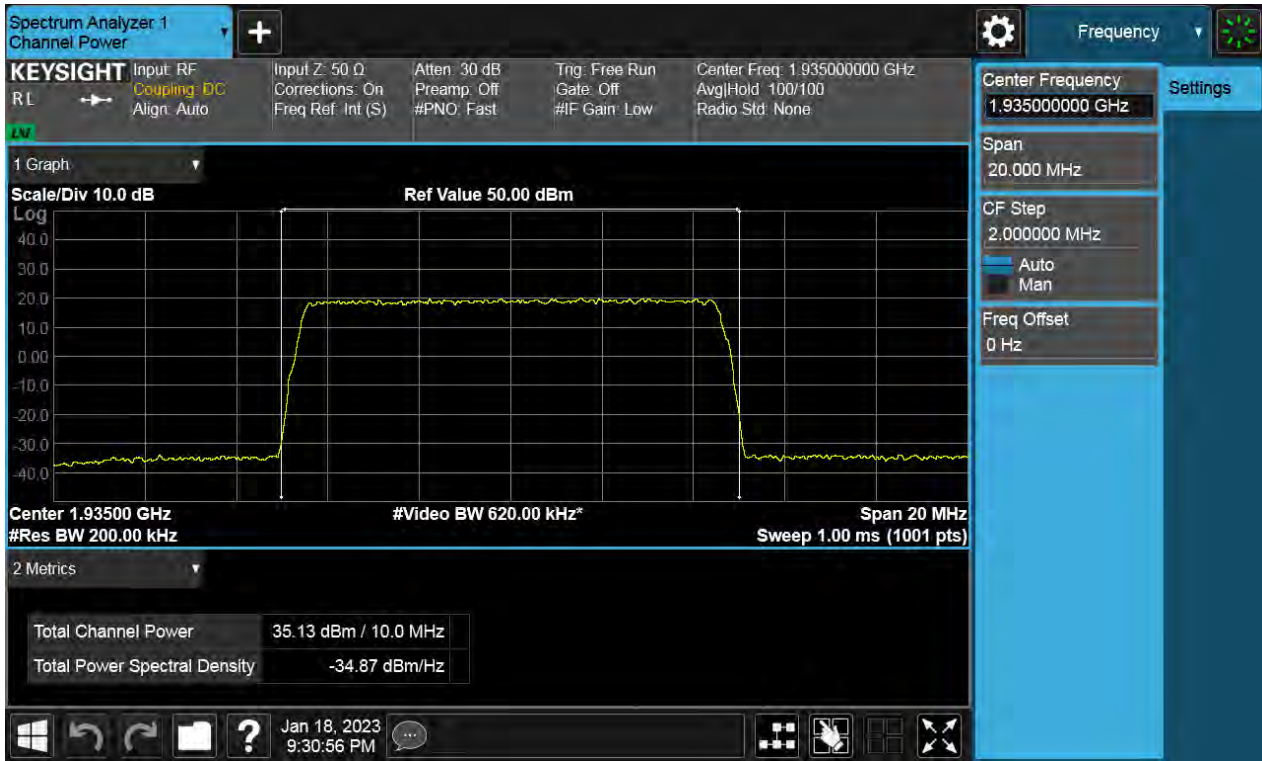 Spectrum Analyzer 1
Channel Power
Frequency
KEYSIGHT
RL
LXI
Input: RF
Coupling: DC
Align: Auto
Input Z: 50 Ω
Corrections: On
Freq Ref: Int (S)
Atten: 30 dB
Preamp: Off
#PNO: Fast
Trig: Free Run
Gate: Off
#IF Gain: Low
Center Freq: 1.935000000 GHz
Avg|Hold: 100/100
Radio Std: None
Center Frequency
1.935000000 GHz
Settings
Span
20.000 MHz
CF Step
2.000000 MHz
Auto
Man
Freq Offset
0 Hz
1 Graph
Scale/Div 10.0 dB
Ref Value 50.00 dBm
Log
40.0
30.0
20.0
10.0
0.00
-10.0
-20.0
-30.0
-40.0
Center 1.93500 GHz
#Video BW 620.00 kHz*
Span 20 MHz
#Res BW 200.00 kHz
Sweep 1.00 ms (1001 pts)
2 Metrics
Total Channel Power 35.13 dBm / 10.0 MHz
Total Power Spectral Density -34.87 dBm/Hz
Jan 18, 2023
9:30:56 PM